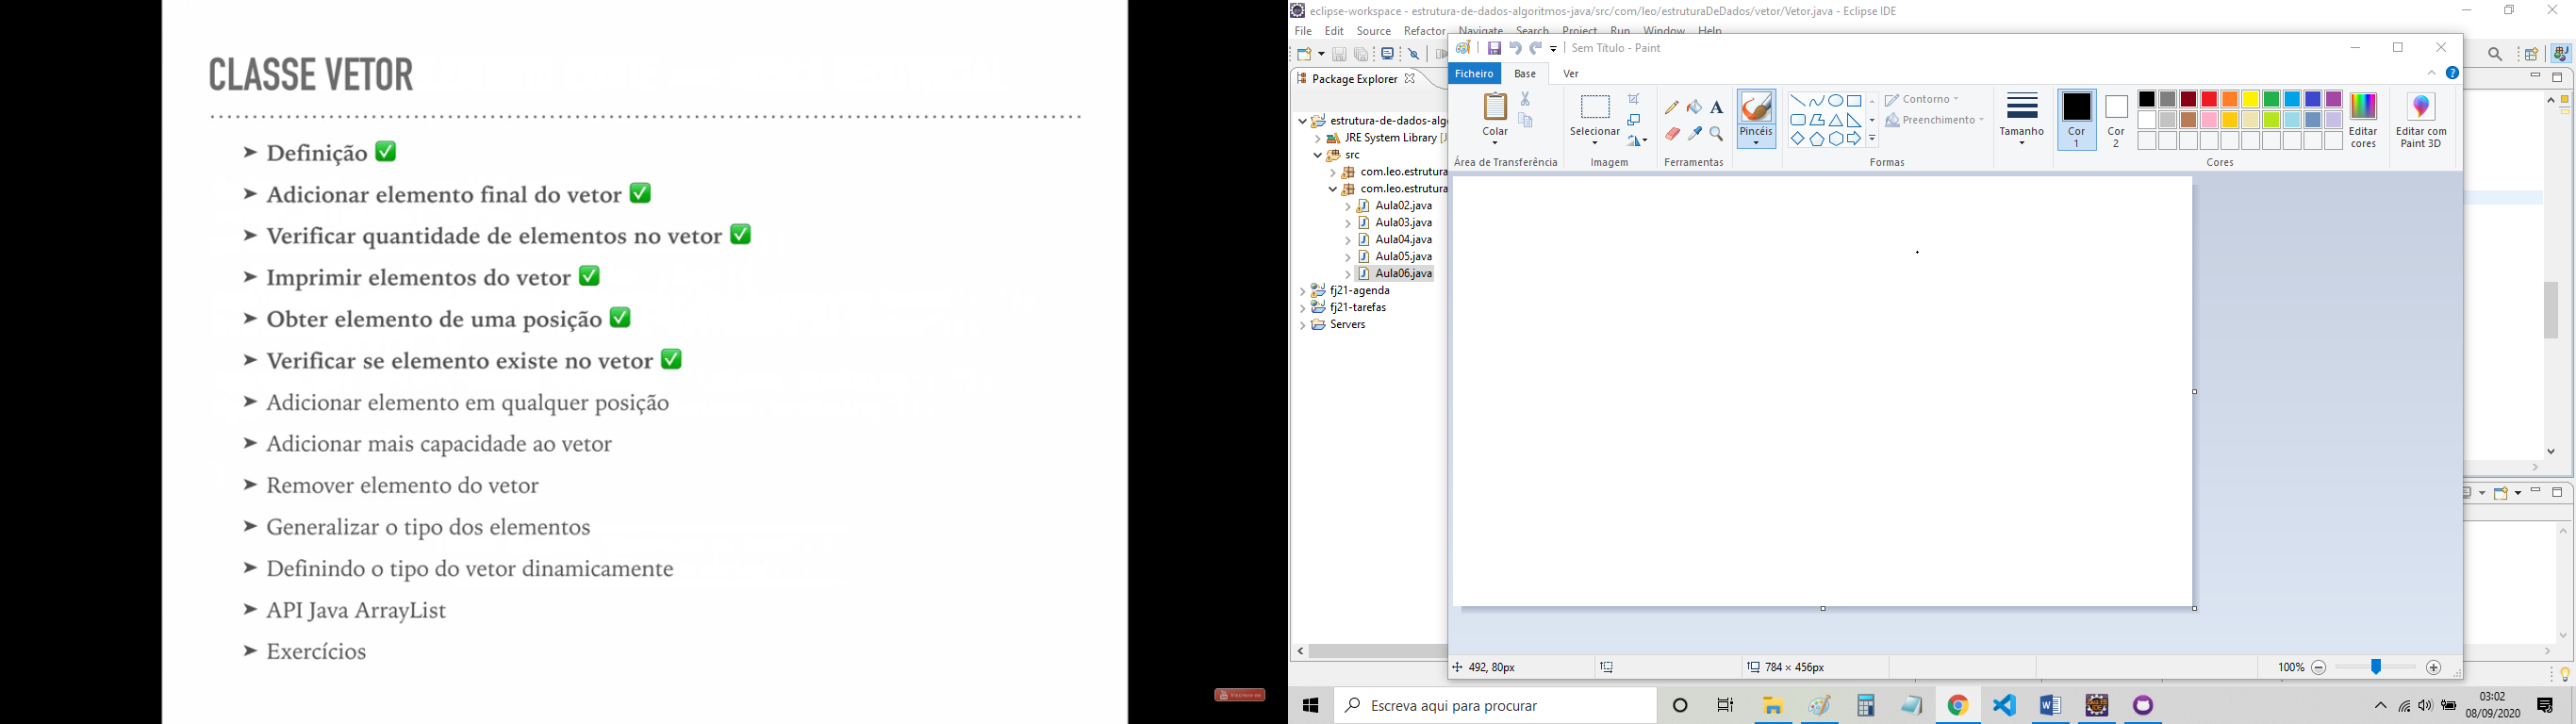 CLASSE VETOR
➤ Definição ✅
➤ Adicionar elemento final do vetor ✅
➤ Verificar quantidade de elementos no vetor ✅
➤ Imprimir elementos do vetor ✅
➤ Obter elemento de uma posição ✅
➤ Verificar se elemento existe no vetor ✅
➤ Adicionar elemento em qualquer posição
➤ Adicionar mais capacidade ao vetor
➤ Remover elemento do vetor
➤ Generalizar o tipo dos elementos
➤ Definindo o tipo do vetor dinamicamente
➤ API Java ArrayList
➤ Exercícios
eclipse-workspace - estrutura-de-dados-algoritmos-java/src/com/leo/estruturaDeDados/vetor/Vetor.java - Eclipse IDE
File Edit Source Refactor Navigate Search Project Run Window Help
Package Explorer
estrutura-de-dados-algo
JRE System Library [J
src
com.leo.estrutura
com.leo.estrutura
Aula02.java
Aula03.java
Aula04.java
Aula05.java
Aula06.java
fj21-agenda
fj21-tarefas
Servers
Sem Título - Paint
Ficheiro Base Ver
Colar
Área de Transferência
Selecionar
Imagem
A
Ferramentas
Pincéis
Contorno
Preenchimento
Formas
Tamanho
Cor 1
Cor 2
Editar cores
Cores
Editar com Paint 3D
492, 80px
784 × 456px
100%
Escreva aqui para procurar
03:02
08/09/2020